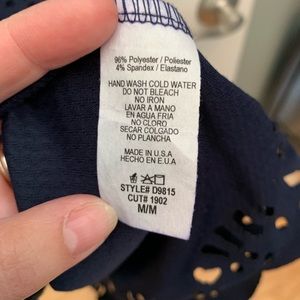 96% Polyester / Poliester
4% Spandex / Elastano
HAND WASH COLD WATER
DO NOT BLEACH
NO IRON
LAVAR A MANO
EN AGUA FRIA
NO CLORO
SECAR COLGADO
NO PLANCHA
MADE IN U.S.A
HECHO EN E.U.A
STYLE# D9815
CUT# 1902
M/M